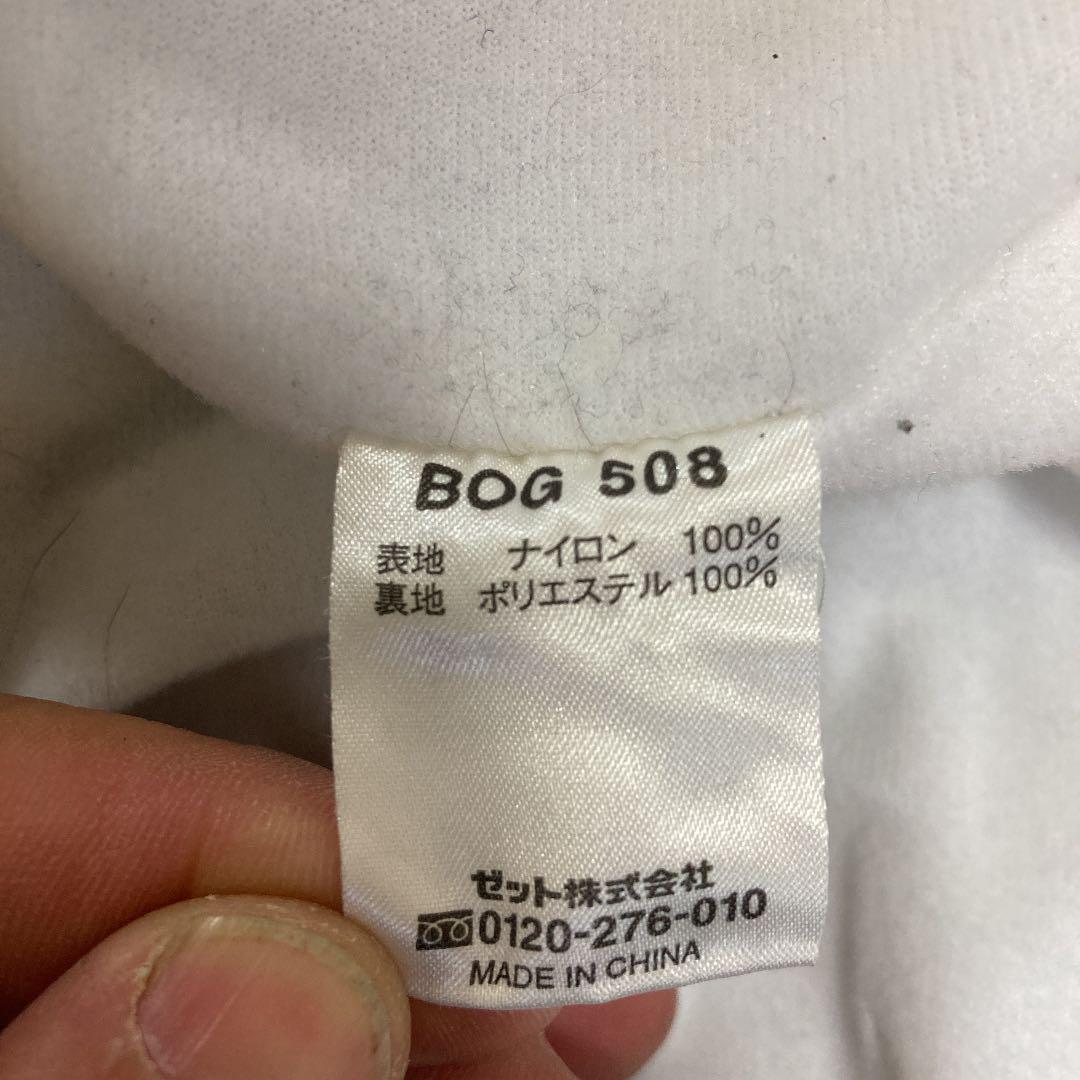 BOG 508
表地 ナイロン 100%
裏地 ポリエステル 100%
ゼット株式会社
0120-276-010
MADE IN CHINA